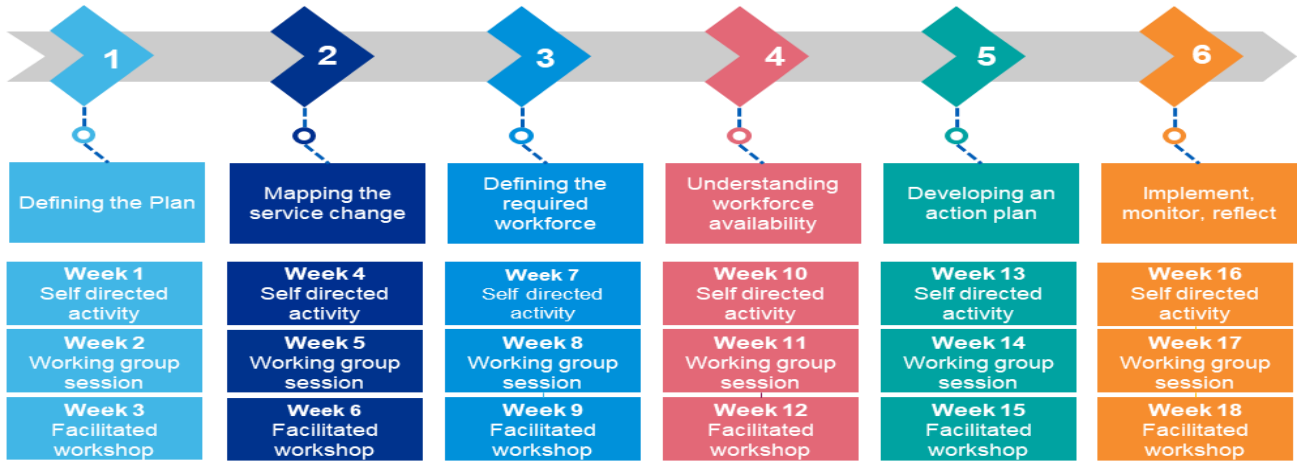 1
2
3
4
5
6
Defining the Plan
Mapping the
service change
Defining the
required
workforce
Understanding
workforce
availability
Developing an
action plan
Implement,
monitor, reflect
Week 1
Self directed
activity
Week 4
Self directed
activity
Week 7
Self directed
activity
Week 10
Self directed
activity
Week 13
Self directed
activity
Week 16
Self directed
activity
Week 2
Working group
session
Week 5
Working group
session
Week 8
Working group
session
Week 11
Working group
session
Week 14
Working group
session
Week 17
Working group
session
Week 3
Facilitated
workshop
Week 6
Facilitated
workshop
Week 9
Facilitated
workshop
Week 12
Facilitated
workshop
Week 15
Facilitated
workshop
Week 18
Facilitated
workshop